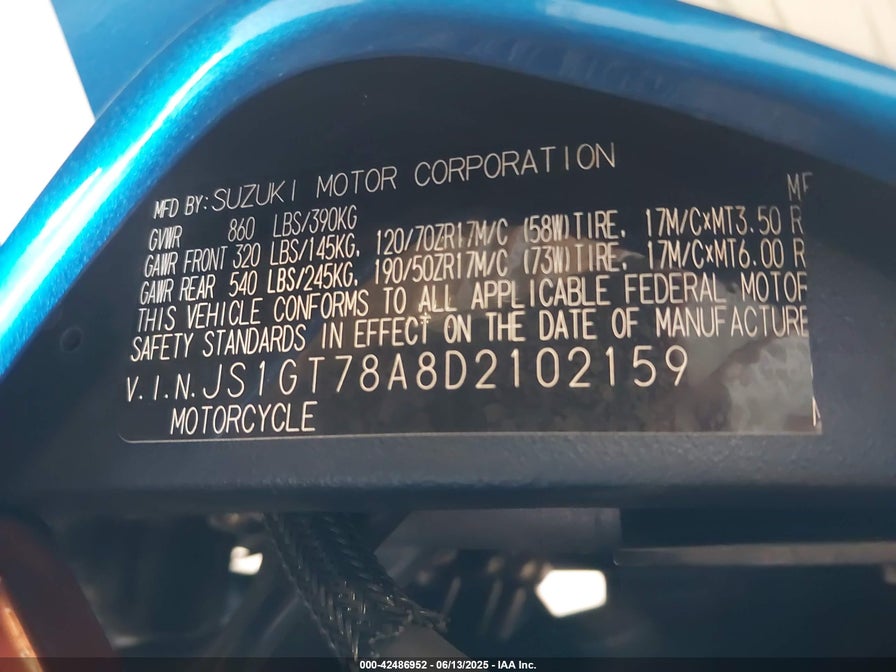 MFD BY: SUZUKI MOTOR CORPORATION
GVWR 860 LBS/390KG
GAWR FRONT 320 LBS/145KG, 120/70ZR17M/C (58W)TIRE, 17M/C×MT3.50 R
GAWR REAR 540 LBS/245KG, 190/50ZR17M/C (73W)TIRE, 17M/C×MT6.00 R
THIS VEHICLE CONFORMS TO ALL APPLICABLE FEDERAL MOTOR
SAFETY STANDARDS IN EFFECT ON THE DATE OF MANUFACTURE
V.I.N. JS1GT78A8D2102159
MOTORCYCLE
000-42486952 - 06/13/2025 - IAA Inc.